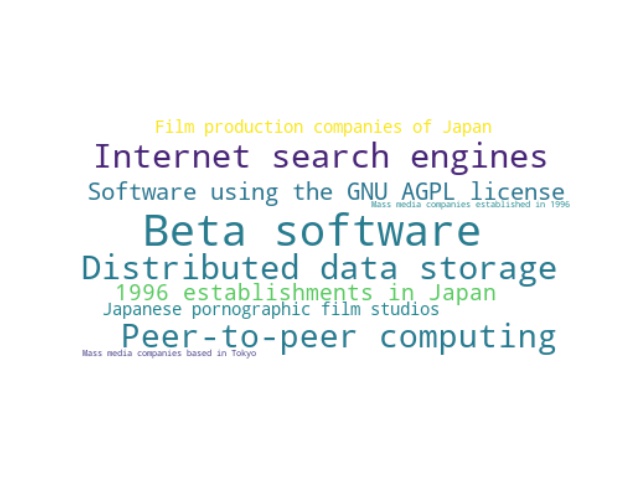 Film production companies of Japan
Internet search engines
Software using the GNU AGPL license
Mass media companies established in 1996
Beta software
Distributed data storage
1996 establishments in Japan
Japanese pornographic film studios
Peer-to-peer computing
Mass media companies based in Tokyo